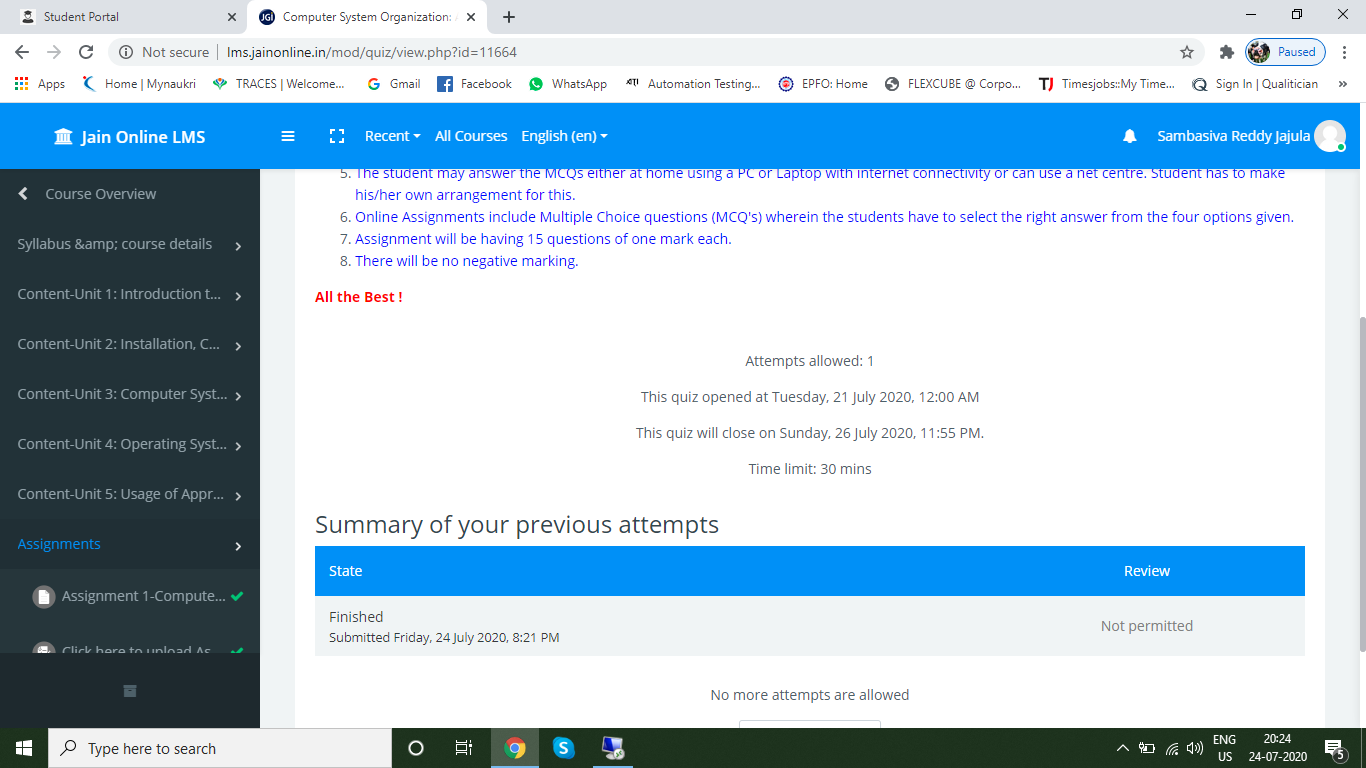 Student Portal
Computer System Organization:
Not secure
lms.jainonline.in/mod/quiz/view.php?id=11664
Paused
Apps
Home | Mynaukri
TRACES | Welcome...
Gmail
Facebook
WhatsApp
Automation Testing...
EPFO: Home
FLEXCUBE @ Corpo...
Timesjobs::My Time...
Sign In | Qualitician
Jain Online LMS
Recent
All Courses
English (en)
Sambasiva Reddy Jajula
Course Overview
Syllabus &amp; course details
Content-Unit 1: Introduction t...
Content-Unit 2: Installation, C...
Content-Unit 3: Computer Syst...
Content-Unit 4: Operating Syst...
Content-Unit 5: Usage of Appr...
Assignments
Assignment 1-Compute...
Click here to upload As...
5. The student may answer the MCQs either at home using a PC or Laptop with internet connectivity or can use a net centre. Student has to make
his/her own arrangement for this.
6. Online Assignments include Multiple Choice questions (MCQ's) wherein the students have to select the right answer from the four options given.
7. Assignment will be having 15 questions of one mark each.
8. There will be no negative marking.
All the Best !
Attempts allowed: 1
This quiz opened at Tuesday, 21 July 2020, 12:00 AM
This quiz will close on Sunday, 26 July 2020, 11:55 PM.
Time limit: 30 mins
Summary of your previous attempts
State
Review
Finished
Submitted Friday, 24 July 2020, 8:21 PM
Not permitted
No more attempts are allowed
Type here to search
ENG
US
20:24
24-07-2020
5